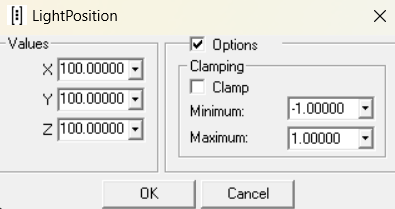 LightPosition
Values
X 100.00000
Y 100.00000
Z 100.00000
Options
Clamping
Clamp
Minimum: -1.00000
Maximum: 1.00000
OK Cancel